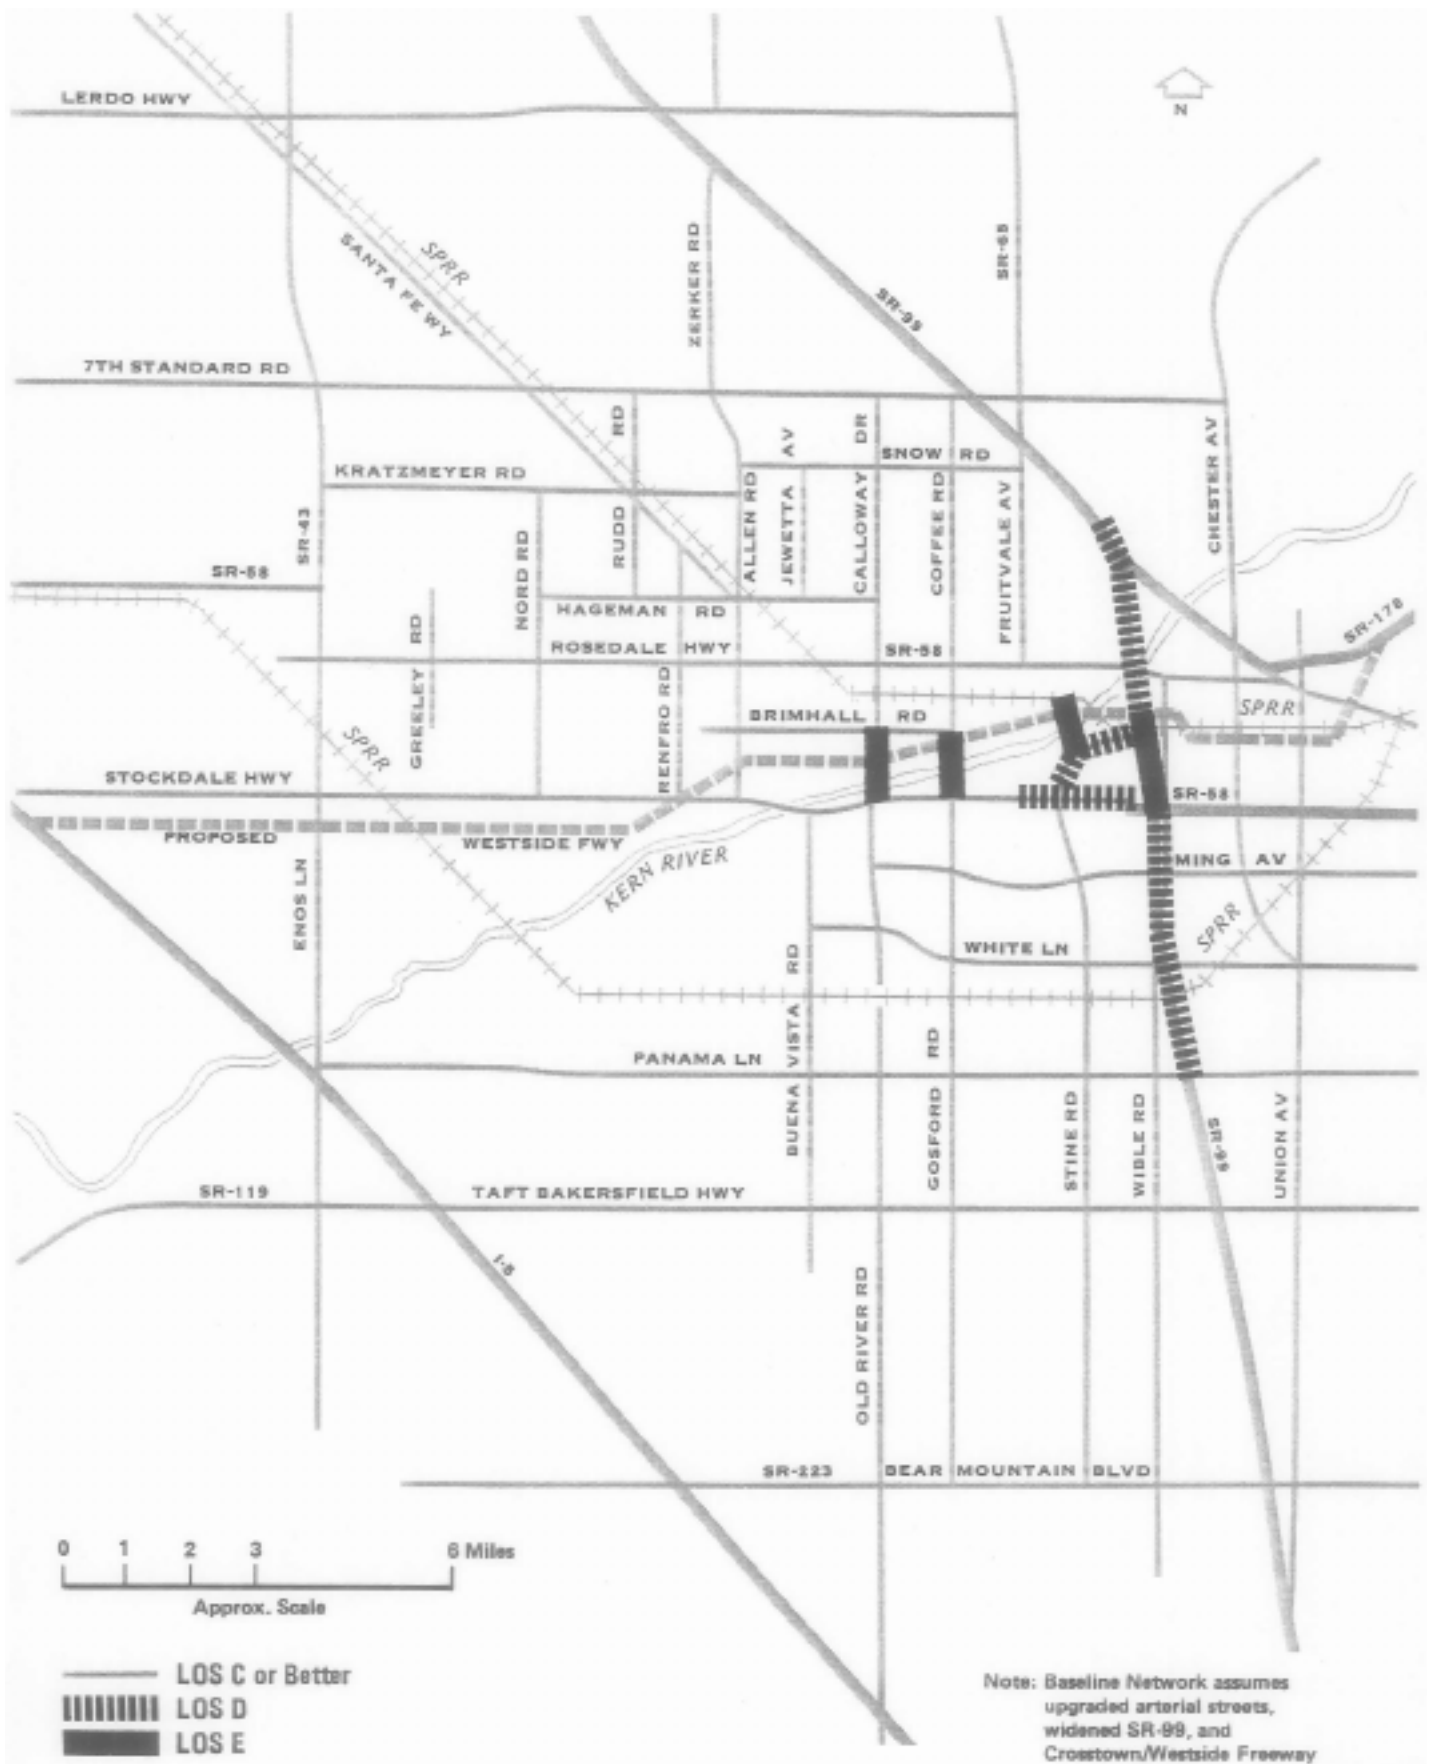 LERDO HWY
N
SANTA FE WY
SPRR
ZERKER RD
SR-65
SR-99
7TH STANDARD RD
RD
AV
DR
SNOW RD
KRATZMEYER RD
SR-43
NORD RD
RUDD
ALLEN RD
JEWETTA
CALLOWAY
COFFEE RD
FRUITVALE AV
CHESTER AV
SR-58
HAGEMAN RD
GREELEY RD
ROSEDALE HWY
SR-58
SR-178
RENFRO RD
BRIMHALL RD
SPRR
SPRR
STOCKDALE HWY
SR-58
PROPOSED WESTSIDE FWY
KERN RIVER
MING AV
ENOS LN
WHITE LN
SPRR
BUENA VISTA RD
PANAMA LN
GOSFORD RD
STINE RD
WIBLE RD
SR-99
UNION AV
SR-119
TAFT BAKERSFIELD HWY
I-5
OLD RIVER RD
SR-223 BEAR MOUNTAIN BLVD
0 1 2 3 6 Miles
Approx. Scale
LOS C or Better
LOS D
LOS E
Note: Baseline Network assumes
upgraded arterial streets,
widened SR-99, and
Crosstown/Westside Freeway